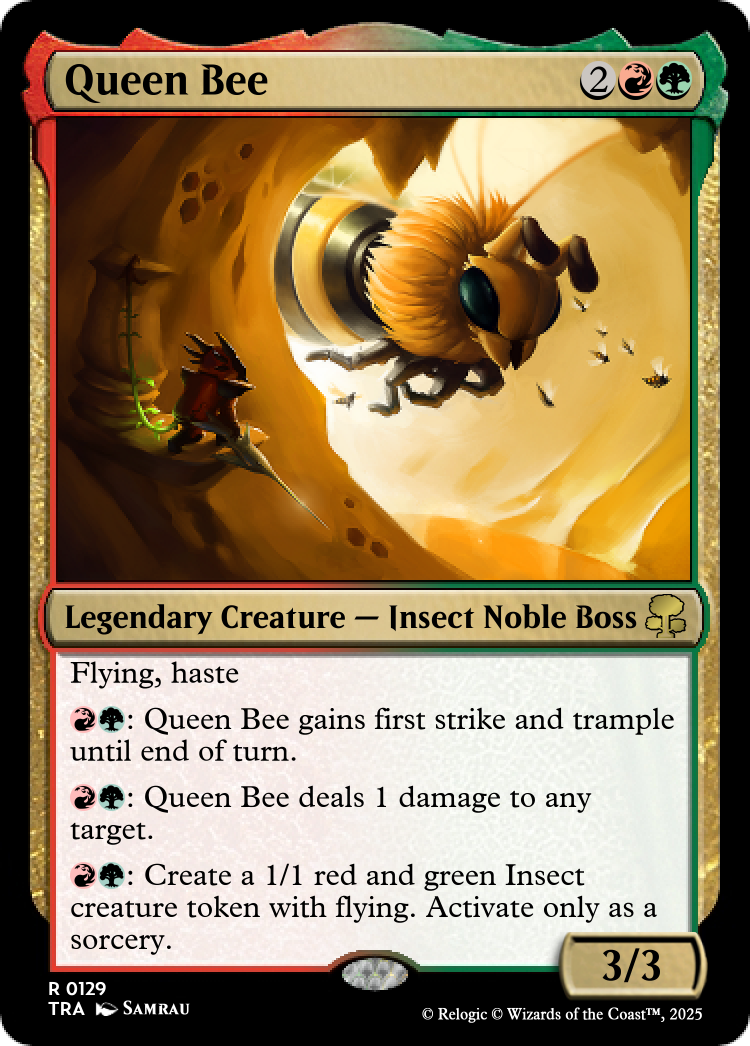 Queen Bee 2
Legendary Creature — Insect Noble Boss
Flying, haste
: Queen Bee gains first strike and trample
until end of turn.
: Queen Bee deals 1 damage to any
target.
: Create a 1/1 red and green Insect
creature token with flying. Activate only as a
sorcery.
3/3
R 0129
TRA SAMRAU
© Relogic © Wizards of the Coast™, 2025